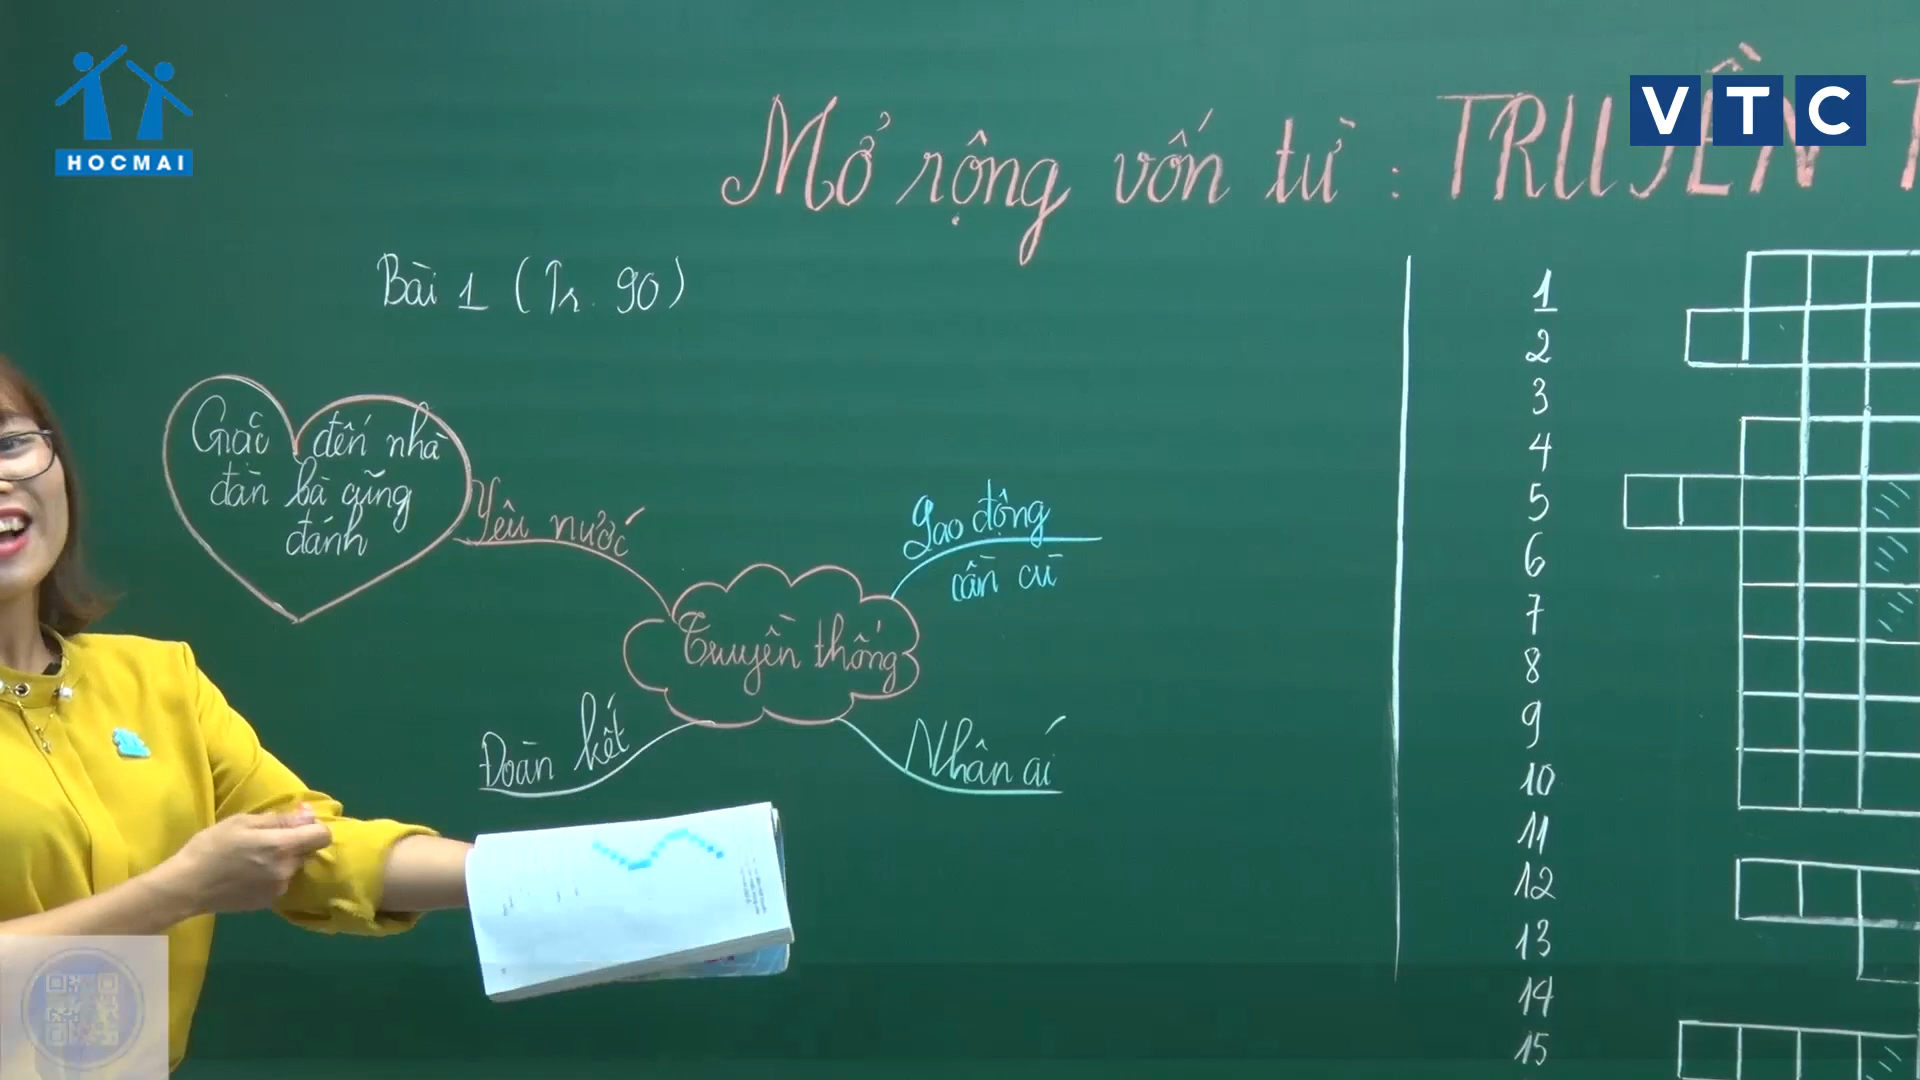 HOCMAI
VTC
Mở rộng vốn từ : TRUYỀN T
Bài 1 (Tr. 90)
Giặc đến nhà
đàn bà cũng
đánh
Yêu nước
Lao động
cần cù
Truyền thống
Đoàn kết
Nhân ái
1
2
3
4
5
6
7
8
9
10
11
12
13
14
15